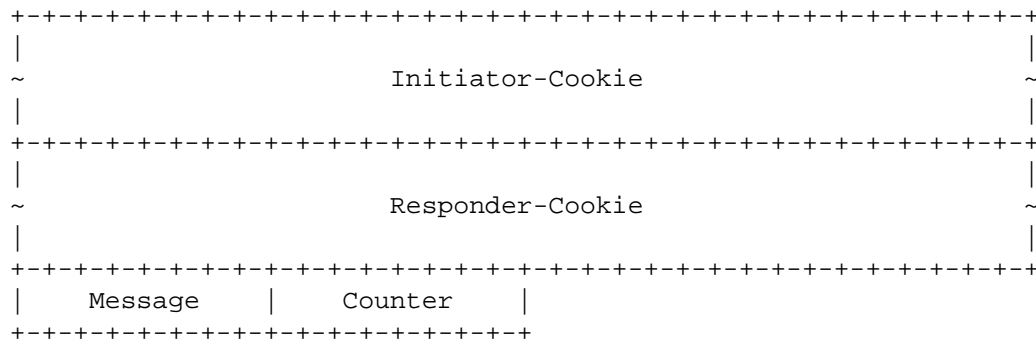 +-+-+-+-+-+-+-+-+-+-+-+-+-+-+-+-+-+-+-+-+-+-+-+-+-+-+-+-+-+-+-+-+
|                                                               |
~                       Initiator-Cookie                        ~
|                                                               |
+-+-+-+-+-+-+-+-+-+-+-+-+-+-+-+-+-+-+-+-+-+-+-+-+-+-+-+-+-+-+-+-+
|                                                               |
~                       Responder-Cookie                        ~
|                                                               |
+-+-+-+-+-+-+-+-+-+-+-+-+-+-+-+-+-+-+-+-+-+-+-+-+-+-+-+-+-+-+-+-+
|    Message    |    Counter    |
+-+-+-+-+-+-+-+-+-+-+-+-+-+-+-+-+